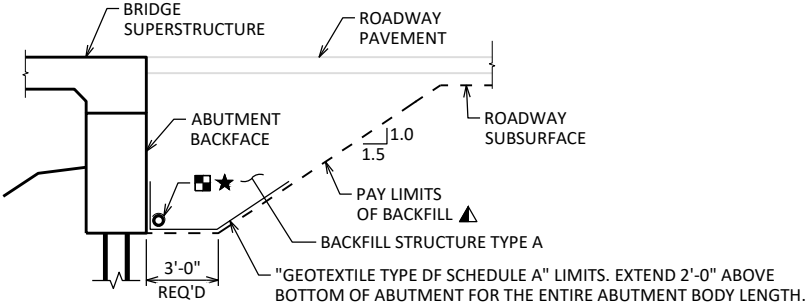 BRIDGE
SUPERSTRUCTURE
ROADWAY
PAVEMENT
ABUTMENT
BACKFACE
ROADWAY
SUBSURFACE
1.0
1.5
PAY LIMITS
OF BACKFILL
BACKFILL STRUCTURE TYPE A
3'-0"
REQ'D
"GEOTEXTILE TYPE DF SCHEDULE A" LIMITS. EXTEND 2'-0" ABOVE
BOTTOM OF ABUTMENT FOR THE ENTIRE ABUTMENT BODY LENGTH.